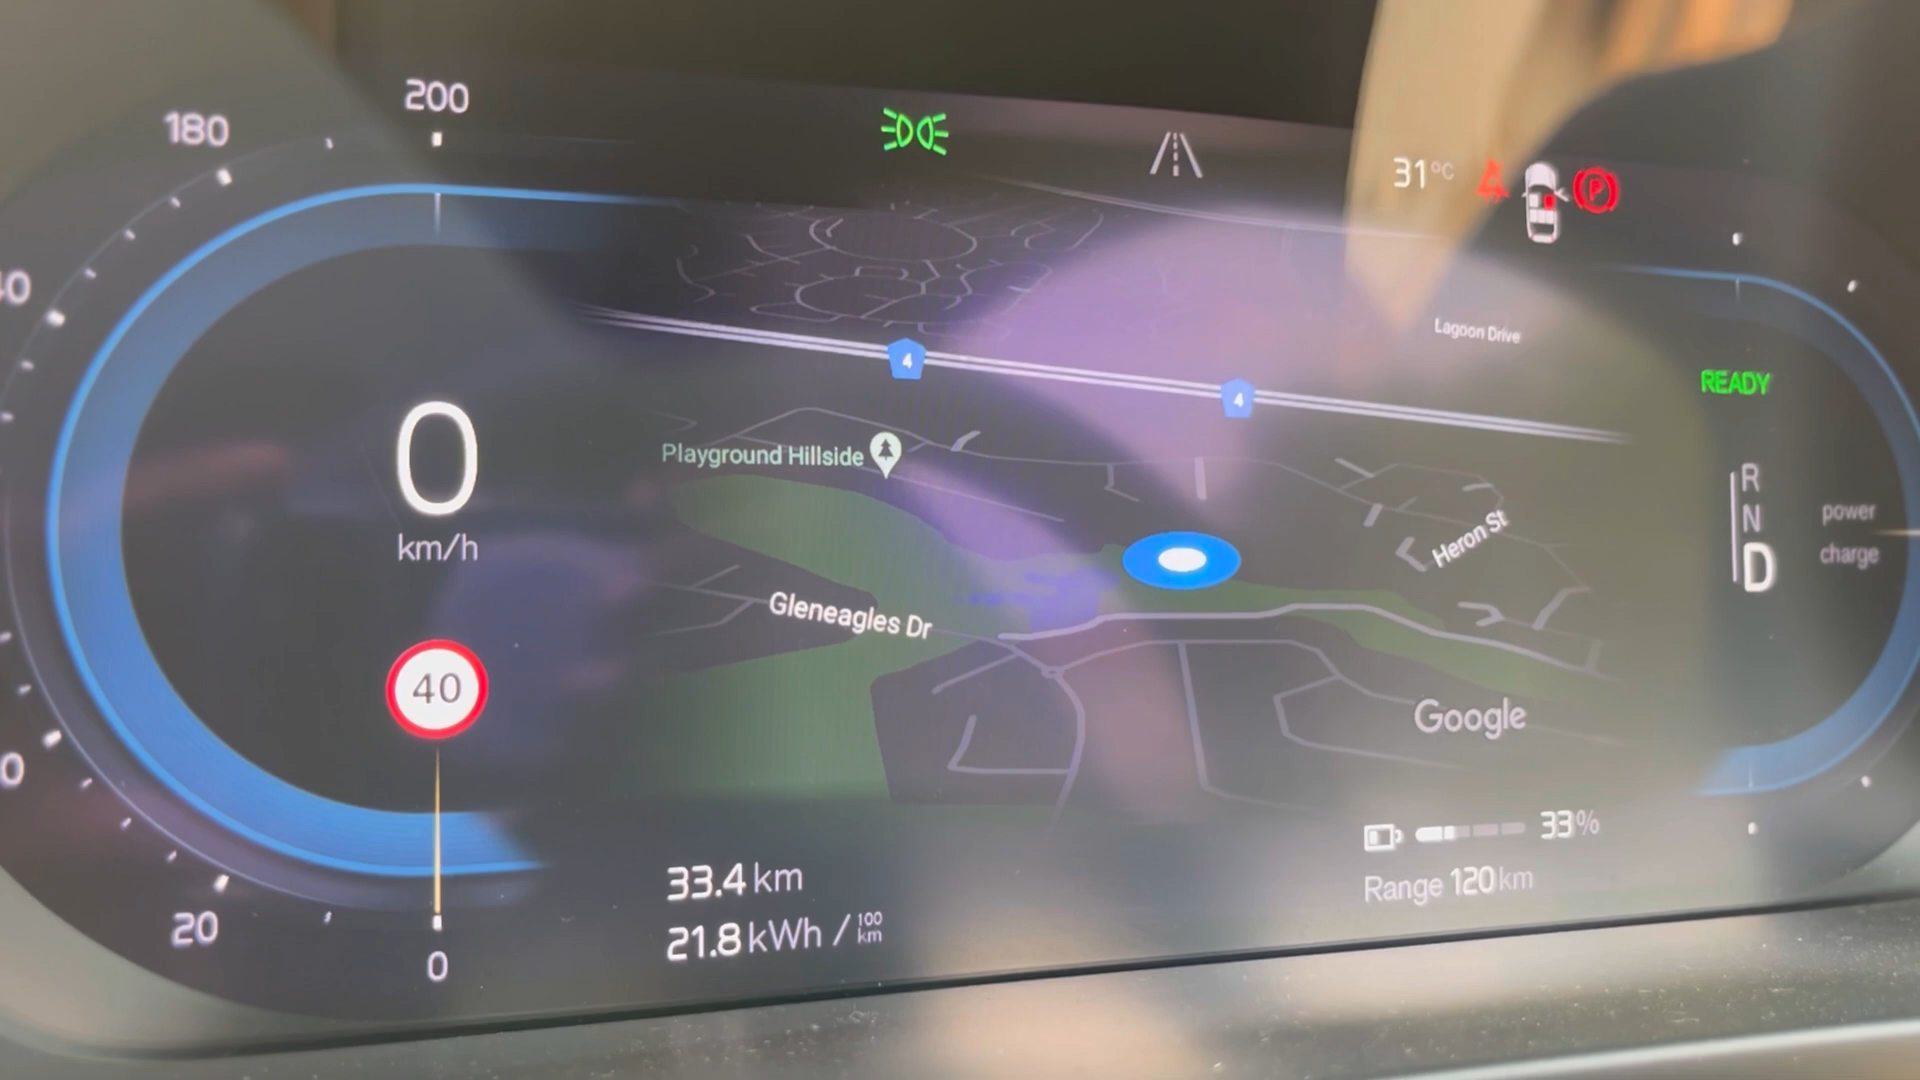 200
180
31°C
P
Lagoon Drive
4
4
READY
0
km/h
Playground Hillside
Heron St
R
N
D
power
charge
Gleneagles Dr
40
Google
33%
Range 120 km
33.4 km
21.8 kWh / 100 km
20
0